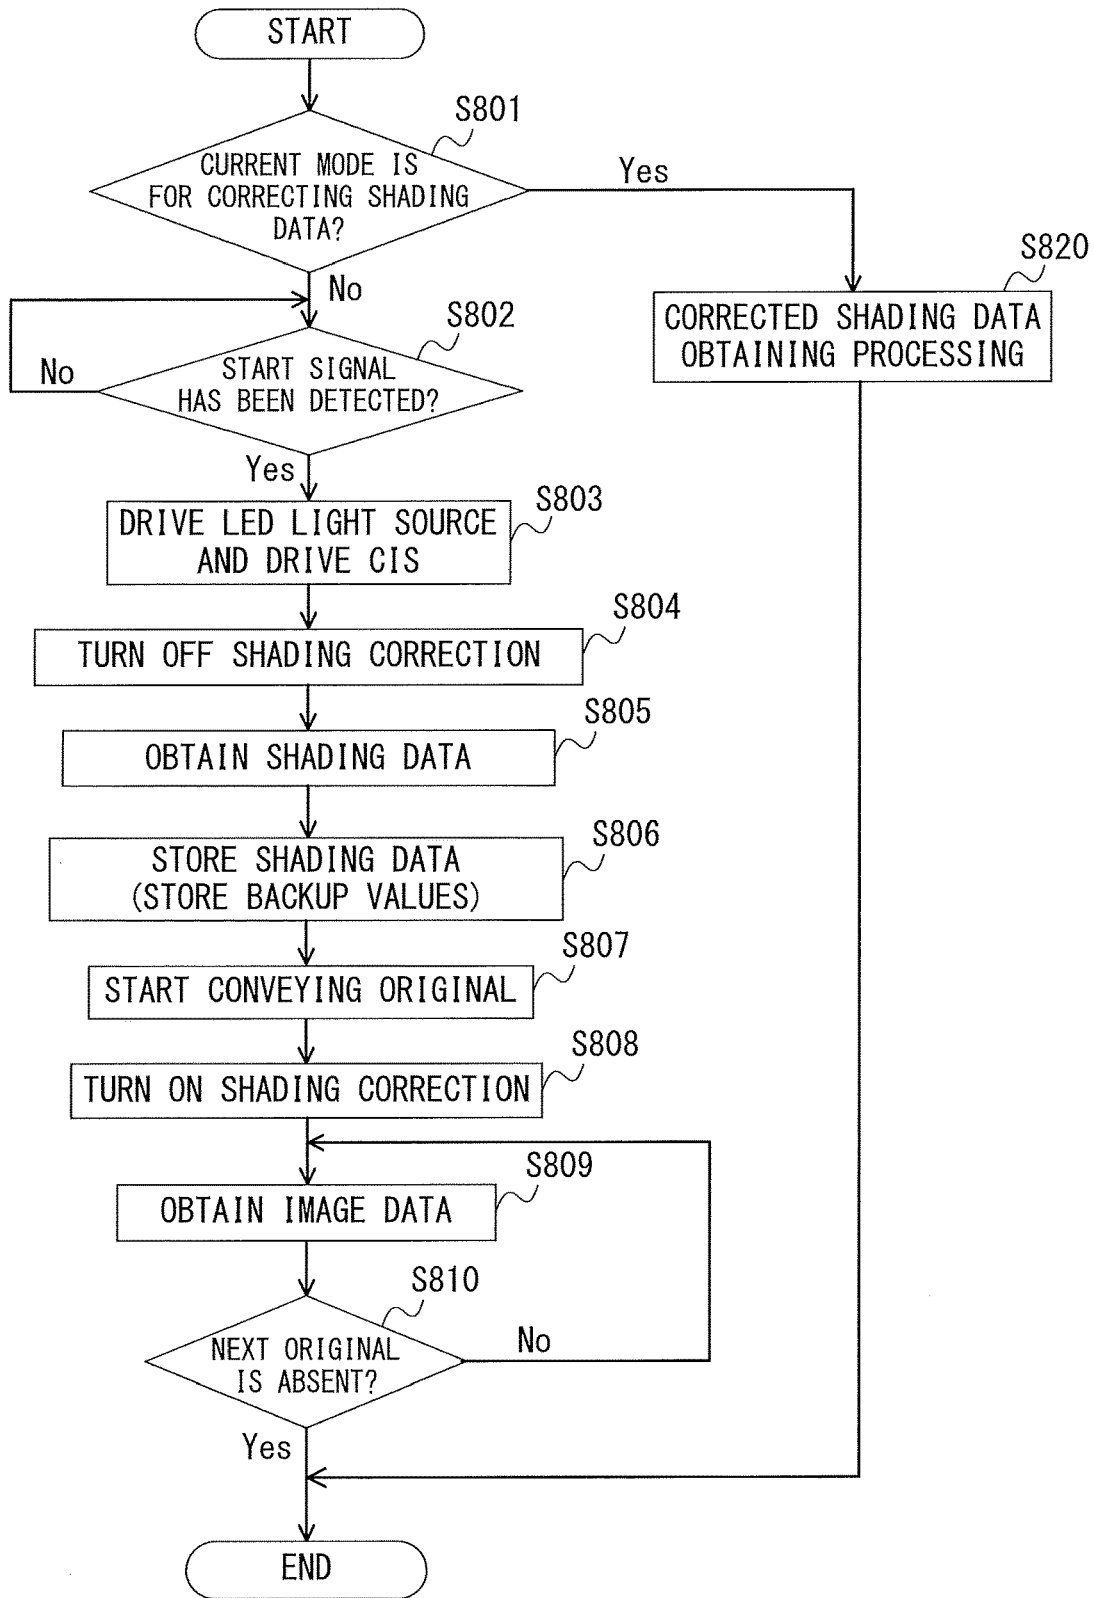 START
S801
CURRENT MODE IS
FOR CORRECTING SHADING
DATA?
Yes
No
S820
CORRECTED SHADING DATA
OBTAINING PROCESSING
S802
START SIGNAL
HAS BEEN DETECTED?
No
Yes
S803
DRIVE LED LIGHT SOURCE
AND DRIVE CIS
S804
TURN OFF SHADING CORRECTION
S805
OBTAIN SHADING DATA
S806
STORE SHADING DATA
(STORE BACKUP VALUES)
S807
START CONVEYING ORIGINAL
S808
TURN ON SHADING CORRECTION
S809
OBTAIN IMAGE DATA
S810
NEXT ORIGINAL
IS ABSENT?
No
Yes
END